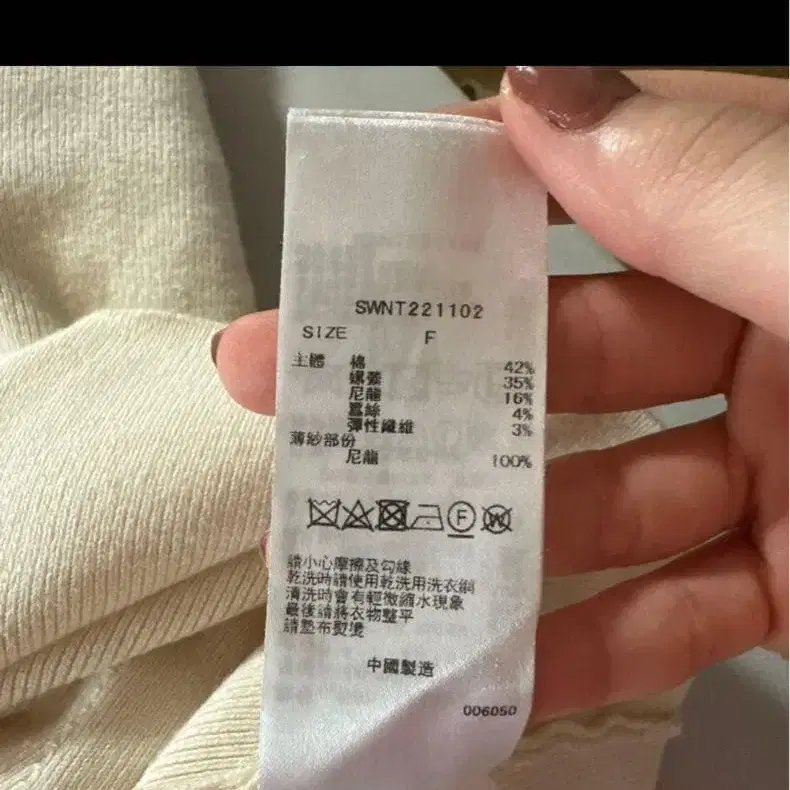 SWNT221102
SIZE F
主體 棉 42%
螺縈 35%
尼龍 16%
蠶絲 4%
彈性纖維 3%
薄紗部份
尼龍 100%
F
W
請小心摩擦及勾線
乾洗時請使用乾洗用洗衣網
清洗時會有輕微縮水現象
最後請將衣物整平
請墊布熨燙
中國製造
006050